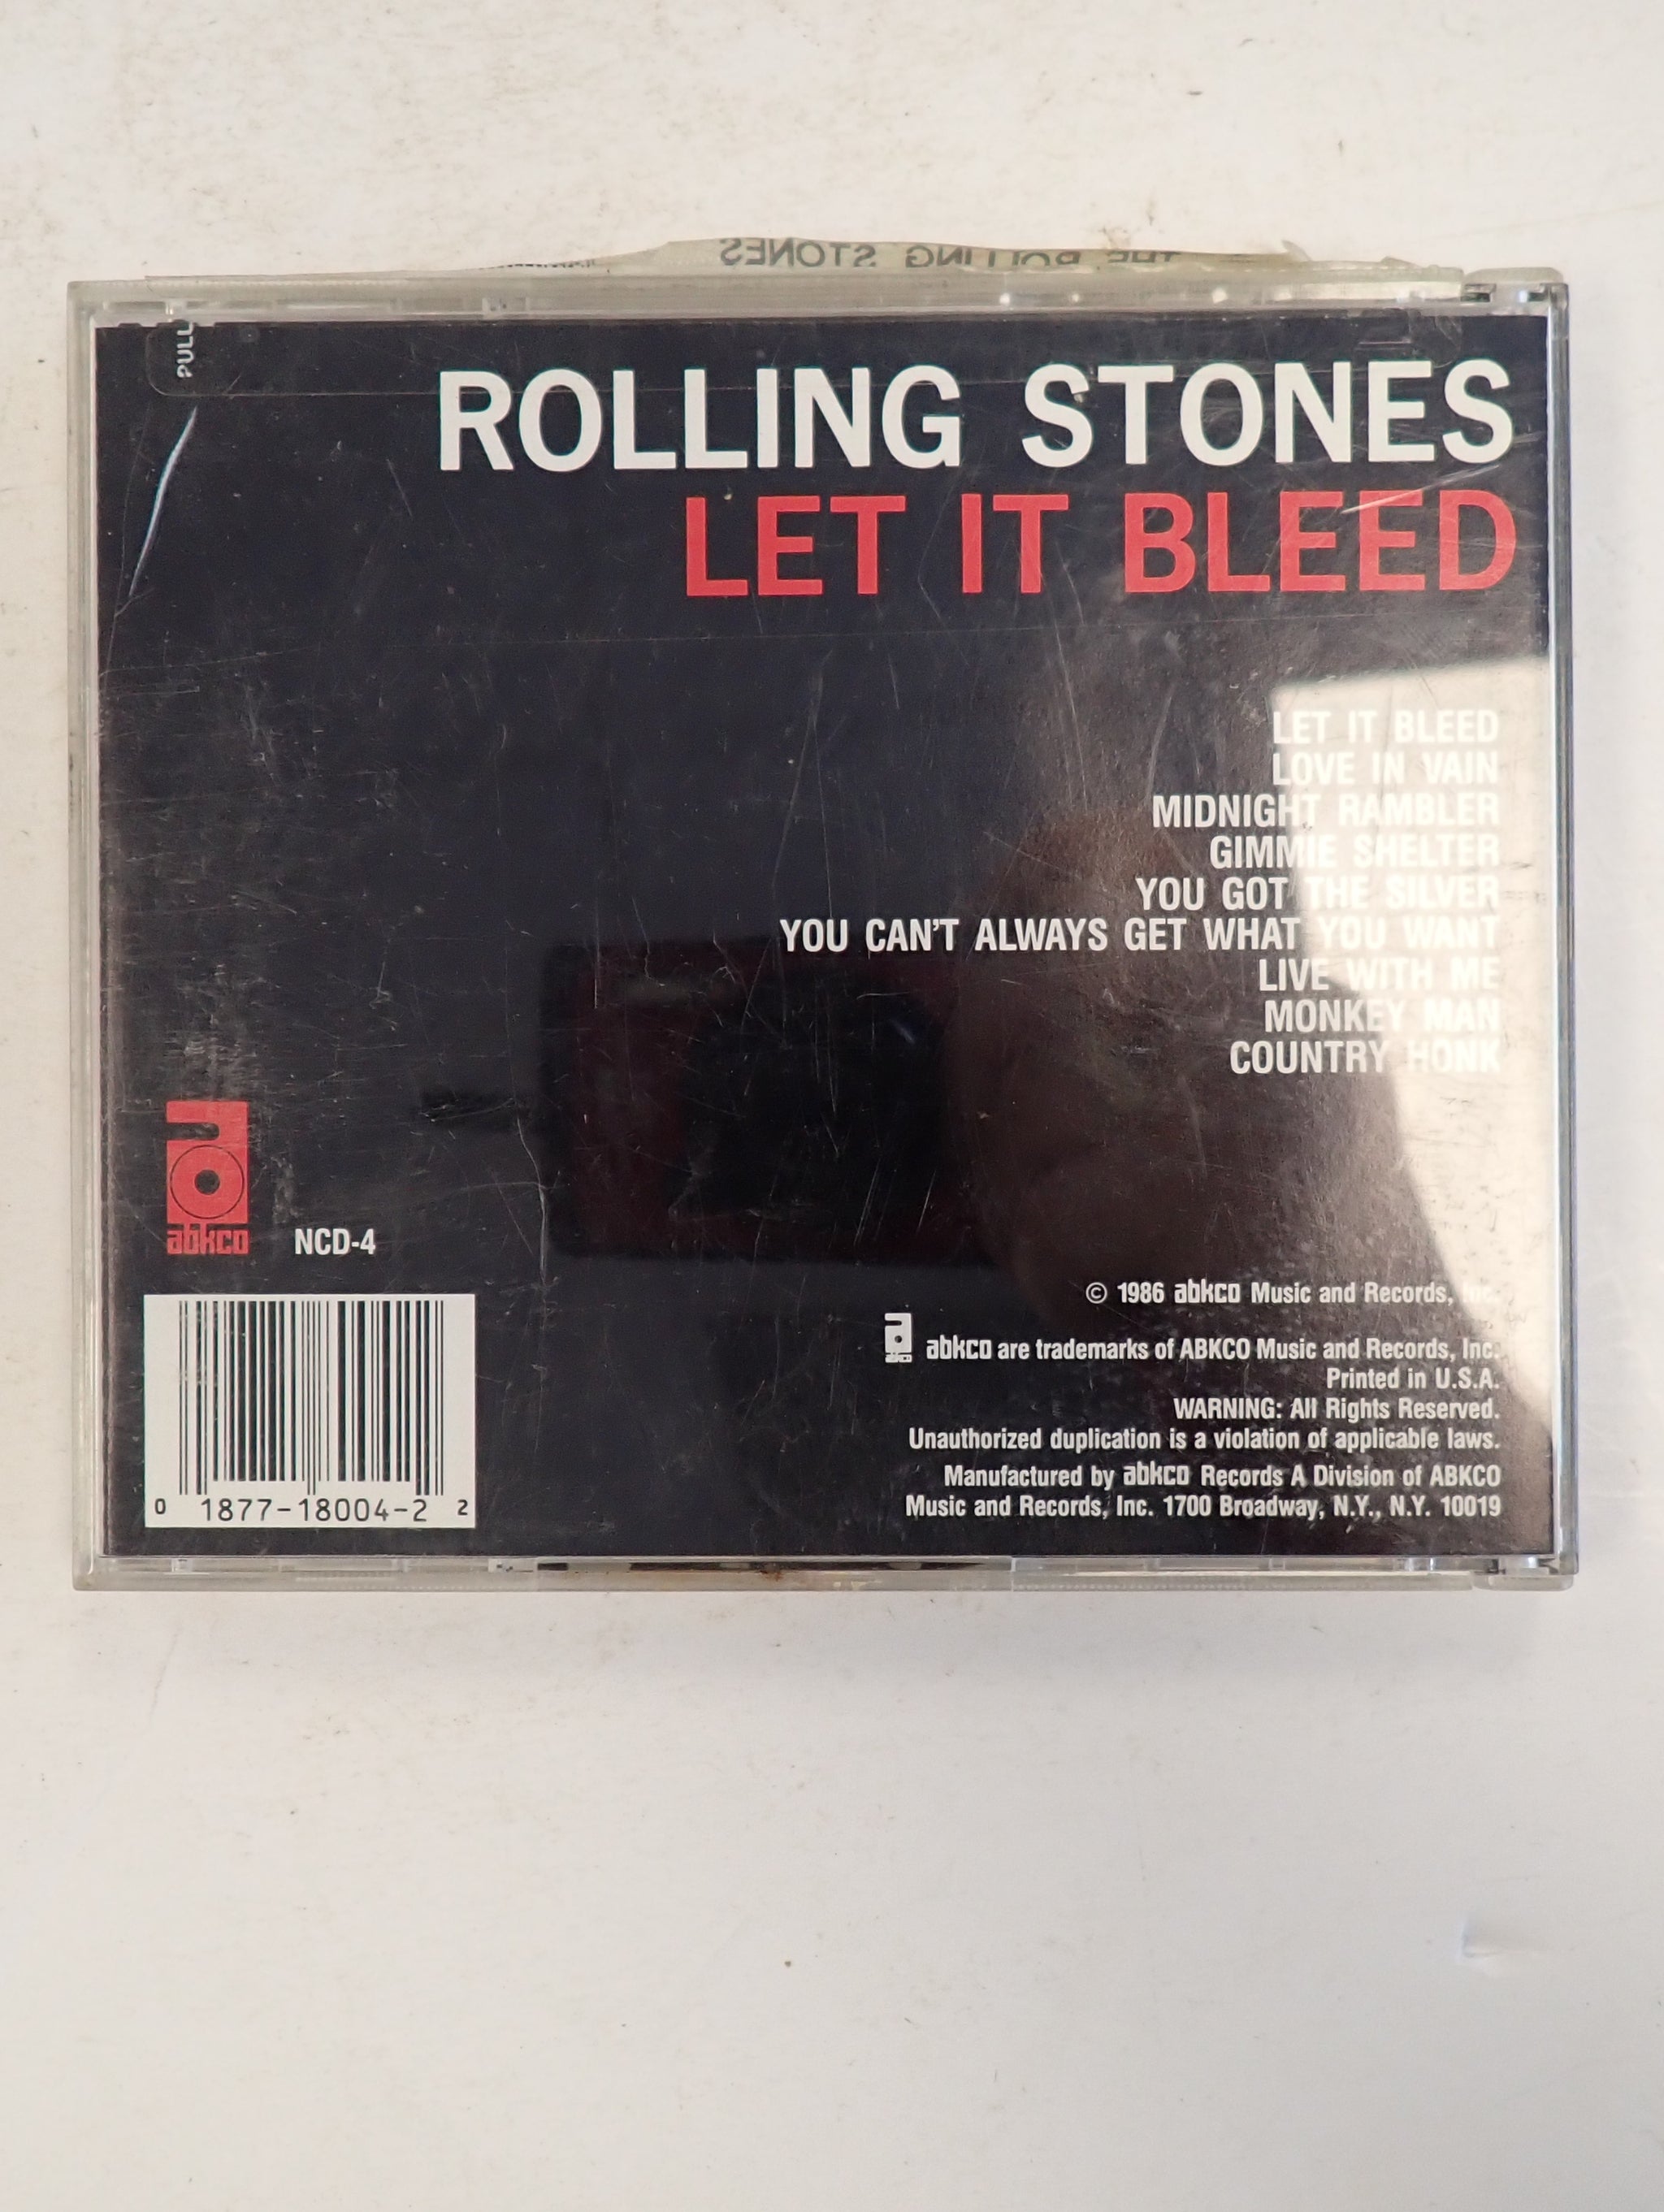 THE ROLLING STONES
PULL
ROLLING STONES
LET IT BLEED
LET IT BLEED
LOVE IN VAIN
MIDNIGHT RAMBLER
GIMMIE SHELTER
YOU GOT THE SILVER
YOU CAN'T ALWAYS GET WHAT YOU WANT
LIVE WITH ME
MONKEY MAN
COUNTRY HONK
abkco
NCD-4
0 1877-18004-2 2
© 1986 abkco Music and Records, Inc.
abkco are trademarks of ABKCO Music and Records, Inc.
Printed in U.S.A.
WARNING: All Rights Reserved.
Unauthorized duplication is a violation of applicable laws.
Manufactured by abkco Records A Division of ABKCO
Music and Records, Inc. 1700 Broadway, N.Y., N.Y. 10019